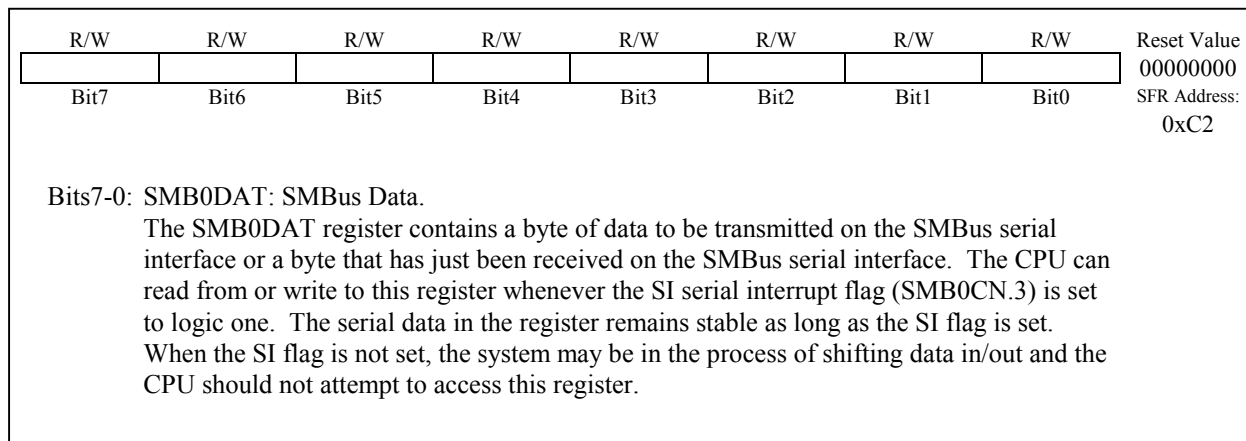 R/W R/W R/W R/W R/W R/W R/W R/W Reset Value
00000000
Bit7 Bit6 Bit5 Bit4 Bit3 Bit2 Bit1 Bit0 SFR Address:
0xC2
Bits7-0: SMB0DAT: SMBus Data.
The SMB0DAT register contains a byte of data to be transmitted on the SMBus serial
interface or a byte that has just been received on the SMBus serial interface. The CPU can
read from or write to this register whenever the SI serial interrupt flag (SMB0CN.3) is set
to logic one. The serial data in the register remains stable as long as the SI flag is set.
When the SI flag is not set, the system may be in the process of shifting data in/out and the
CPU should not attempt to access this register.